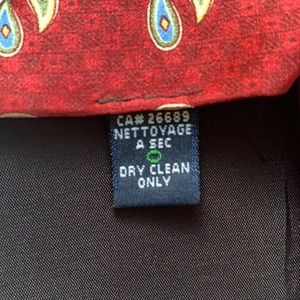 CA# 26689
NETTOYAGE
A SEC
DRY CLEAN
ONLY